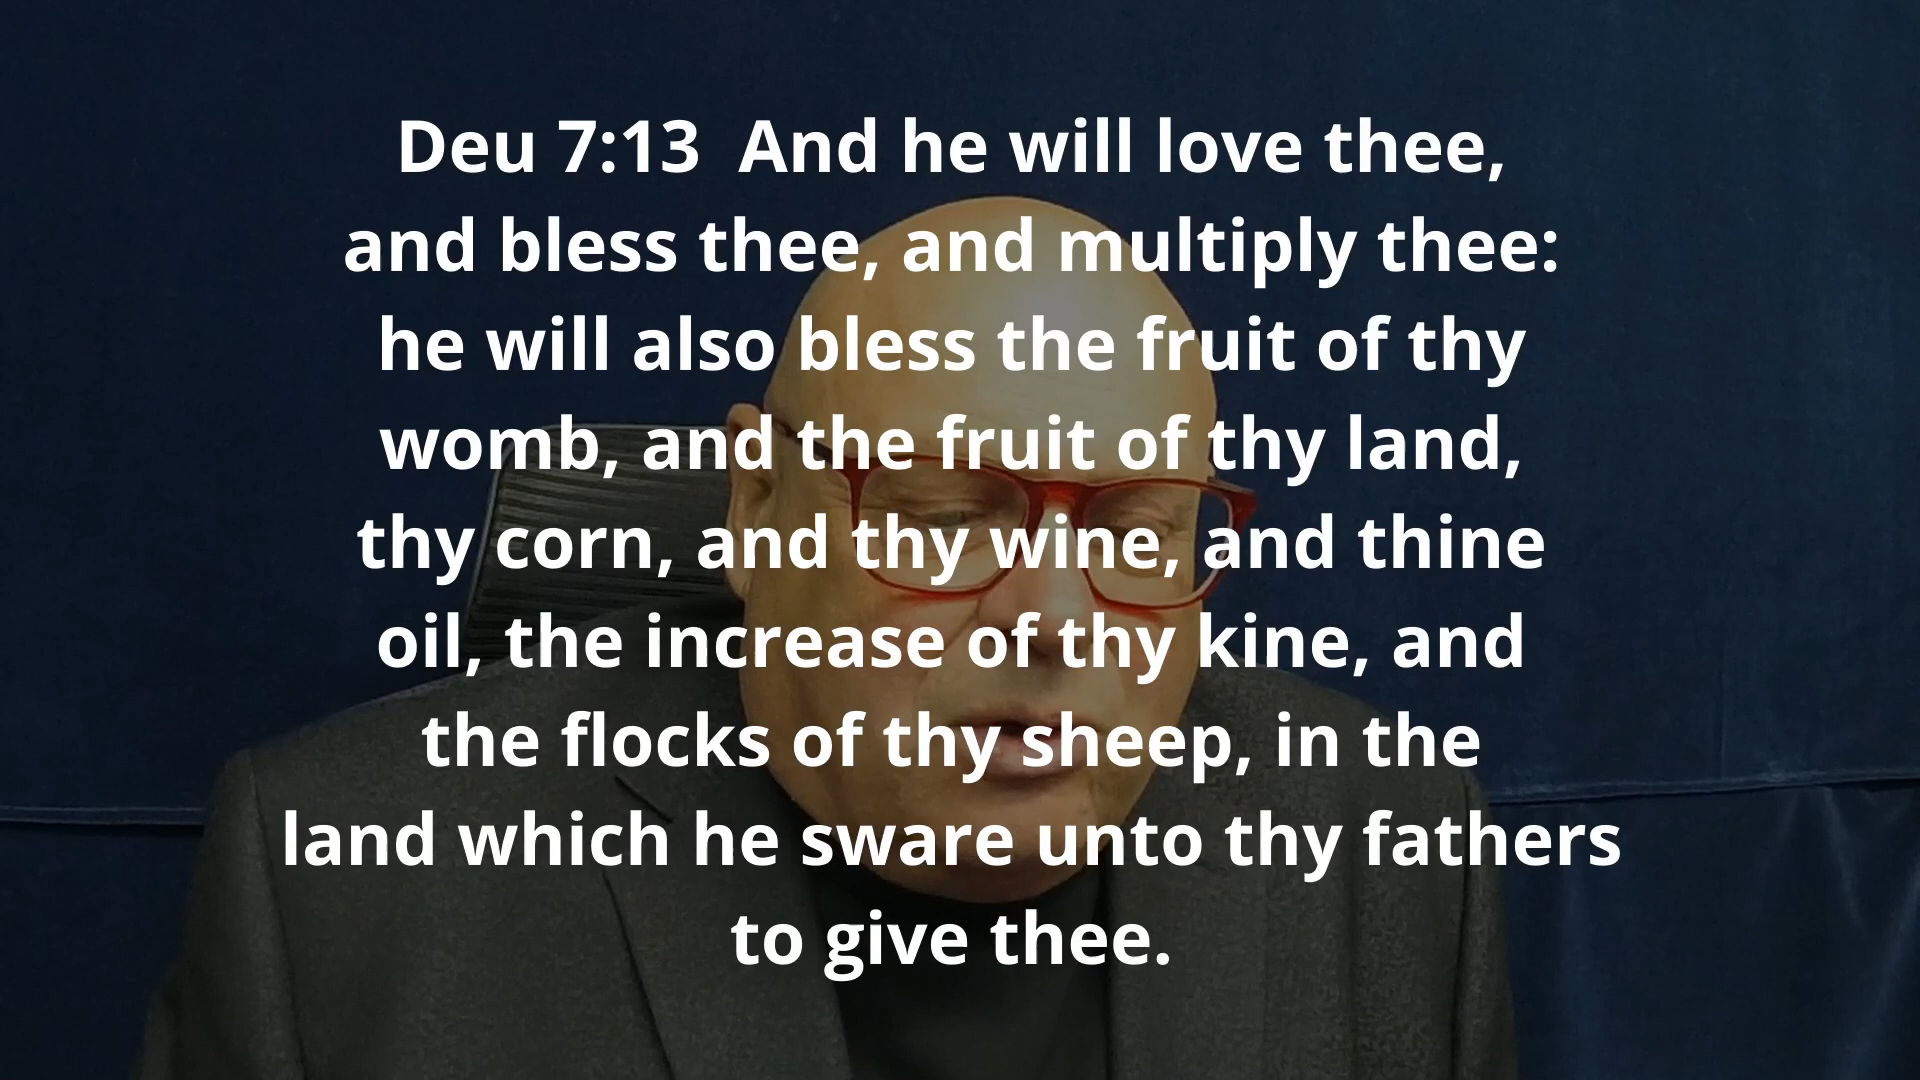 Deu 7:13  And he will love thee,
and bless thee, and multiply thee:
he will also bless the fruit of thy
womb, and the fruit of thy land,
thy corn, and thy wine, and thine
oil, the increase of thy kine, and
the flocks of thy sheep, in the
land which he sware unto thy fathers
to give thee.